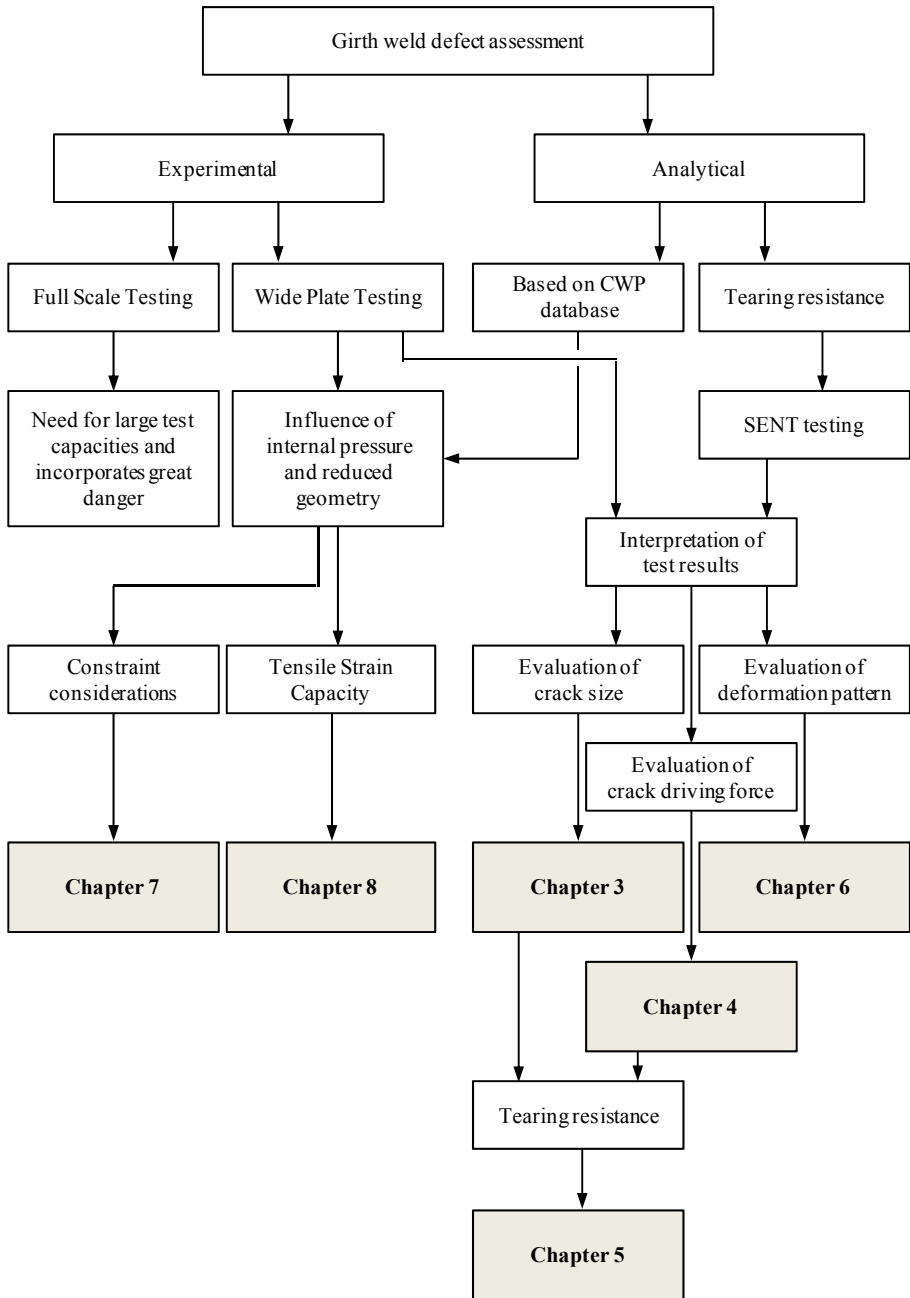 Girth weld defect assessment
Experimental
Analytical
Full Scale Testing
Wide Plate Testing
Based on CWP
database
Tearing resistance
Need for large test
capacities and
incorporates great
danger
Influence of
internal pressure
and reduced
geometry
SENT testing
Interpretation of
test results
Constraint
considerations
Tensile Strain
Capacity
Evaluation of
crack size
Evaluation of
deformation pattern
Evaluation of
crack driving force
Chapter 7
Chapter 8
Chapter 3
Chapter 6
Chapter 4
Tearing resistance
Chapter 5